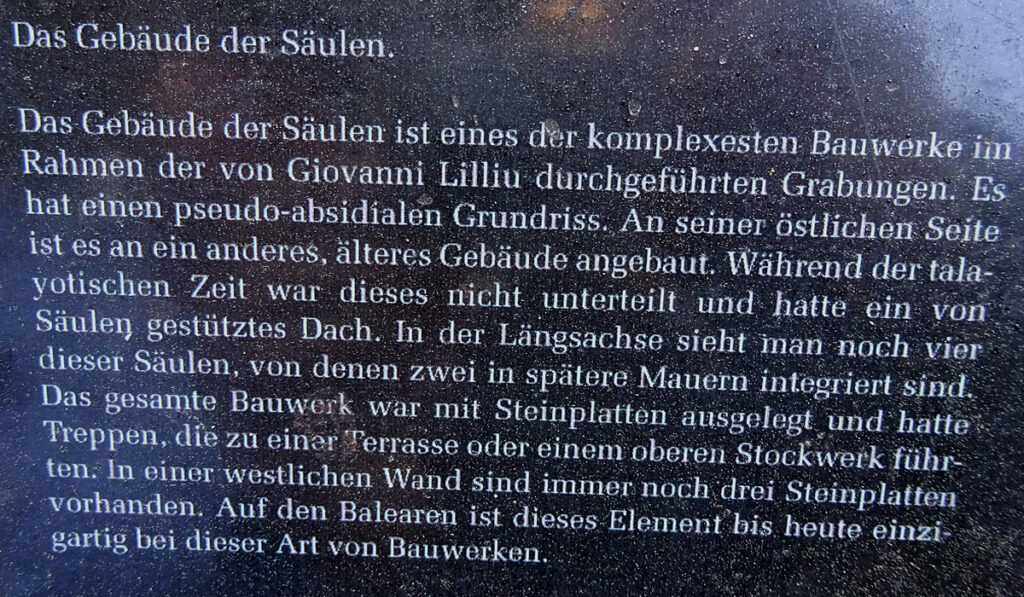 Das Gebäude der Säulen.
Das Gebäude der Säulen ist eines der komplexesten Bauwerke im
Rahmen der von Giovanni Lilliu durchgeführten Grabungen. Es
hat einen pseudo-absidialen Grundriss. An seiner östlichen Seite
ist es an ein anderes, älteres Gebäude angebaut. Während der tala-
yotischen Zeit war dieses nicht unterteilt und hatte ein von
Säulen gestütztes Dach. In der Längsachse sieht man noch vier
dieser Säulen, von denen zwei in spätere Mauern integriert sind.
Das gesamte Bauwerk war mit Steinplatten ausgelegt und hatte
Treppen, die zu einer Terrasse oder einem oberen Stockwerk führ-
ten. In einer westlichen Wand sind immer noch drei Steinplatten
vorhanden. Auf den Balearen ist dieses Element bis heute einzi-
gartig bei dieser Art von Bauwerken.